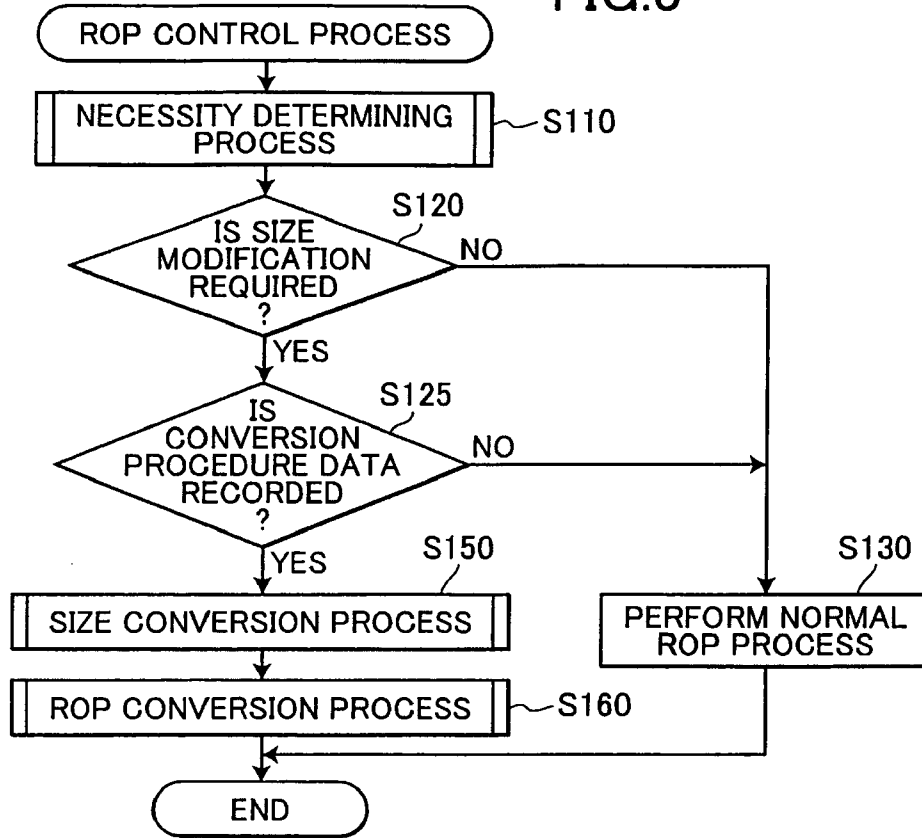 ROP CONTROL PROCESS
NECESSITY DETERMINING
PROCESS
S110
S120
IS SIZE
MODIFICATION
REQUIRED
?
NO
YES
S125
IS
CONVERSION
PROCEDURE DATA
RECORDED
?
NO
YES
S150
SIZE CONVERSION PROCESS
S130
PERFORM NORMAL
ROP PROCESS
ROP CONVERSION PROCESS
S160
END